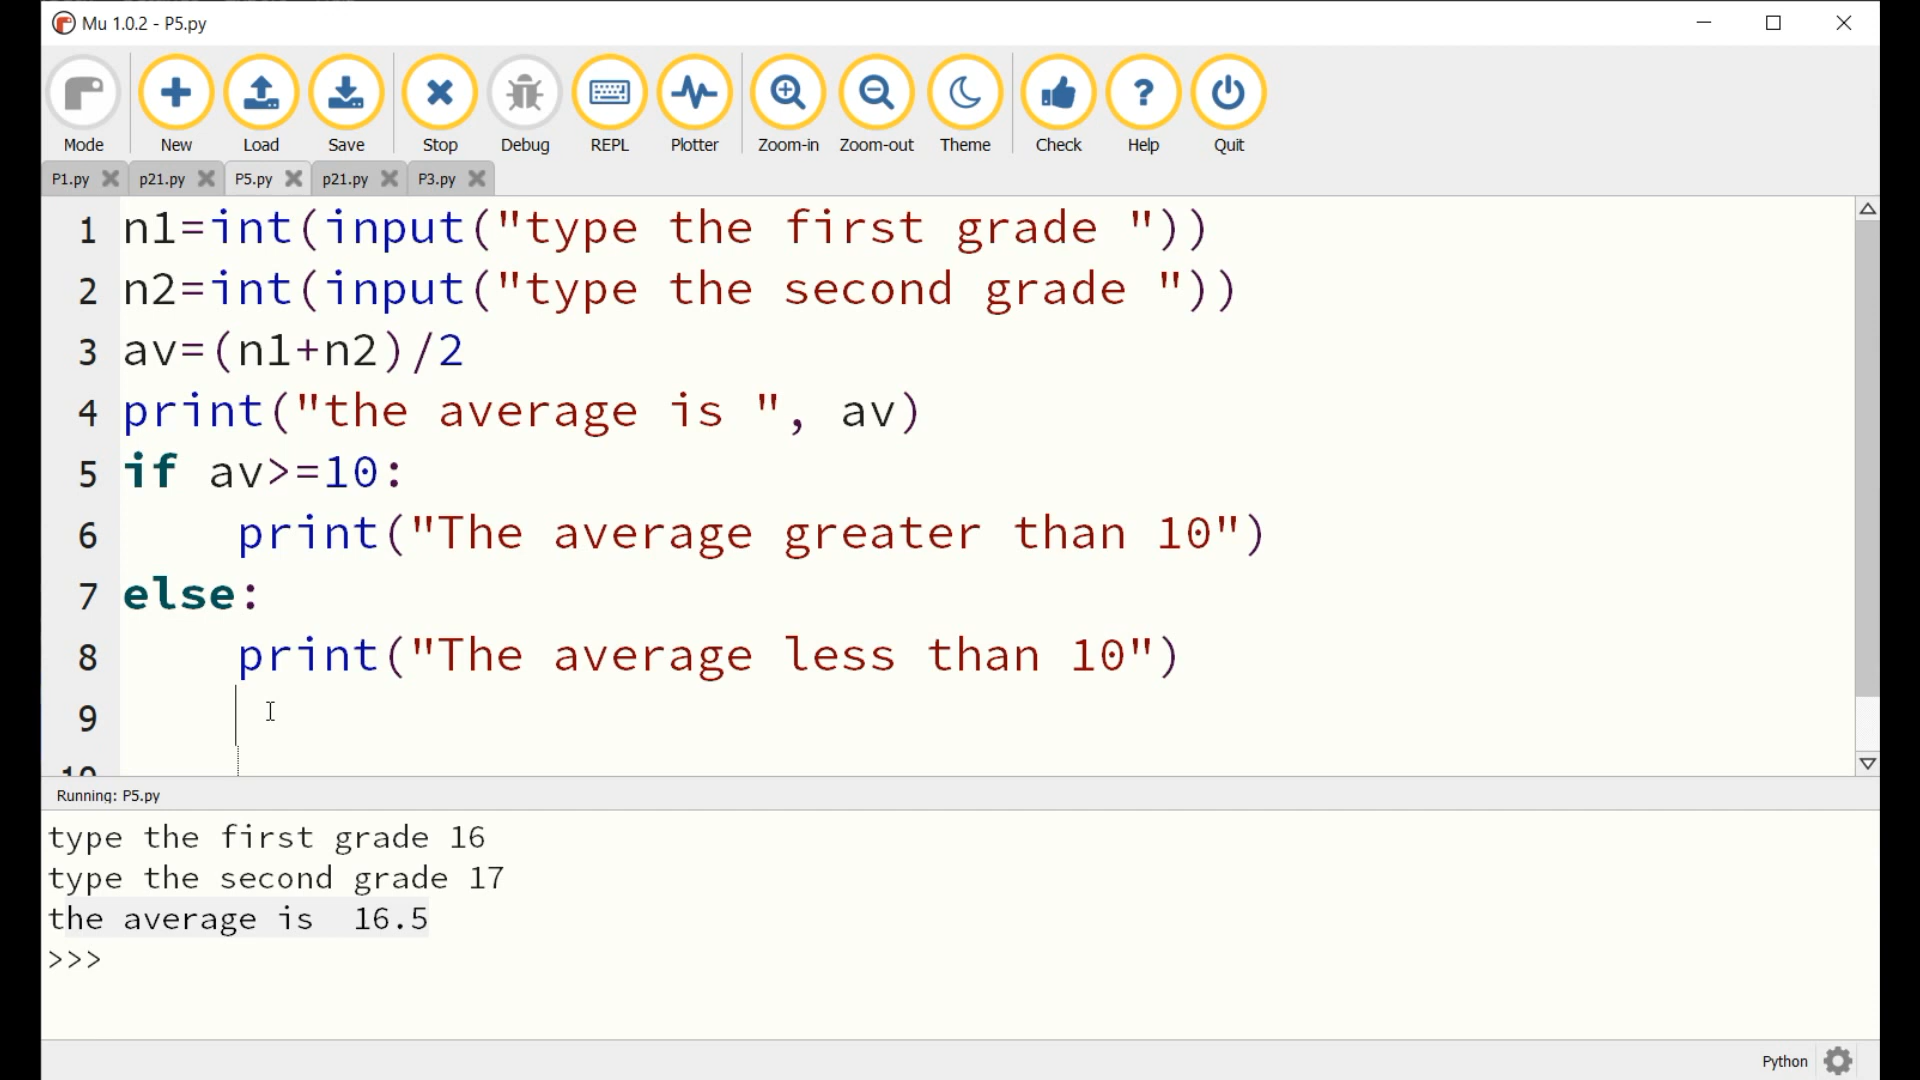 Mu 1.0.2 - P5.py
Mode New Load Save Stop Debug REPL Plotter Zoom-in Zoom-out Theme Check Help Quit
P1.py p21.py P5.py p21.py P3.py
1 n1=int(input("type the first grade "))
2 n2=int(input("type the second grade "))
3 av=(n1+n2)/2
4 print("the average is ", av)
5 if av>=10:
6     print("The average greater than 10")
7 else:
8     print("The average less than 10")
9
10
Running: P5.py
type the first grade 16
type the second grade 17
the average is  16.5
>>>
Python